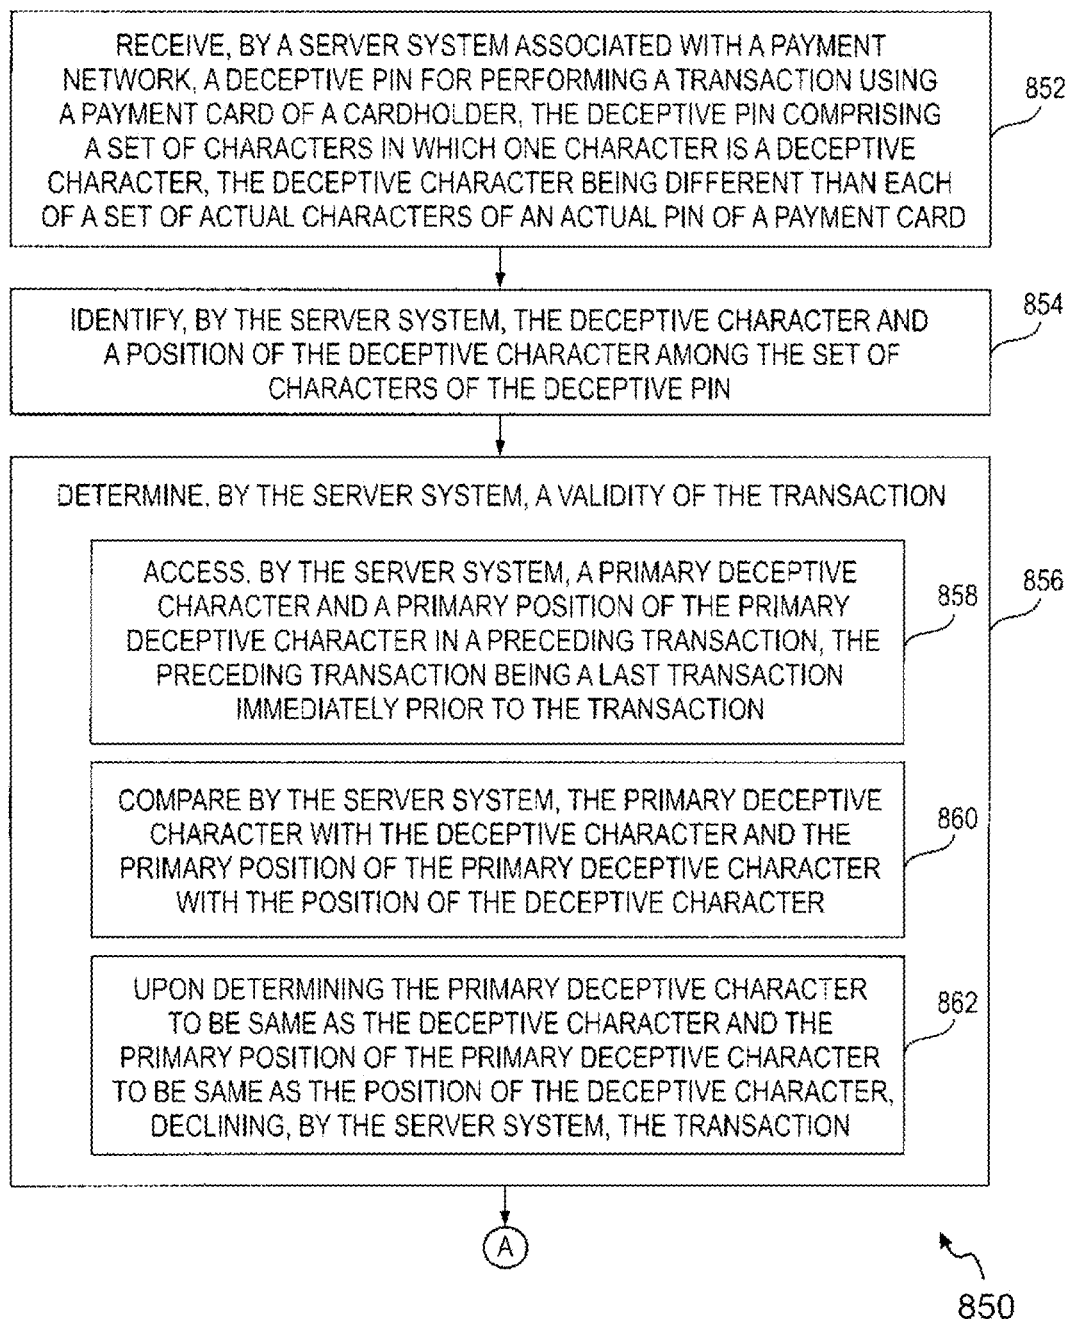 RECEIVE, BY A SERVER SYSTEM ASSOCIATED WITH A PAYMENT
NETWORK, A DECEPTIVE PIN FOR PERFORMING A TRANSACTION USING
A PAYMENT CARD OF A CARDHOLDER, THE DECEPTIVE PIN COMPRISING
A SET OF CHARACTERS IN WHICH ONE CHARACTER IS A DECEPTIVE
CHARACTER, THE DECEPTIVE CHARACTER BEING DIFFERENT THAN EACH
OF A SET OF ACTUAL CHARACTERS OF AN ACTUAL PIN OF A PAYMENT CARD
852
IDENTIFY, BY THE SERVER SYSTEM, THE DECEPTIVE CHARACTER AND
A POSITION OF THE DECEPTIVE CHARACTER AMONG THE SET OF
CHARACTERS OF THE DECEPTIVE PIN
854
DETERMINE, BY THE SERVER SYSTEM, A VALIDITY OF THE TRANSACTION
856
ACCESS, BY THE SERVER SYSTEM, A PRIMARY DECEPTIVE
CHARACTER AND A PRIMARY POSITION OF THE PRIMARY
DECEPTIVE CHARACTER IN A PRECEDING TRANSACTION, THE
PRECEDING TRANSACTION BEING A LAST TRANSACTION
IMMEDIATELY PRIOR TO THE TRANSACTION
858
COMPARE BY THE SERVER SYSTEM, THE PRIMARY DECEPTIVE
CHARACTER WITH THE DECEPTIVE CHARACTER AND THE
PRIMARY POSITION OF THE PRIMARY DECEPTIVE CHARACTER
WITH THE POSITION OF THE DECEPTIVE CHARACTER
860
UPON DETERMINING THE PRIMARY DECEPTIVE CHARACTER
TO BE SAME AS THE DECEPTIVE CHARACTER AND THE
PRIMARY POSITION OF THE PRIMARY DECEPTIVE CHARACTER
TO BE SAME AS THE POSITION OF THE DECEPTIVE CHARACTER,
DECLINING, BY THE SERVER SYSTEM, THE TRANSACTION
862
A
850